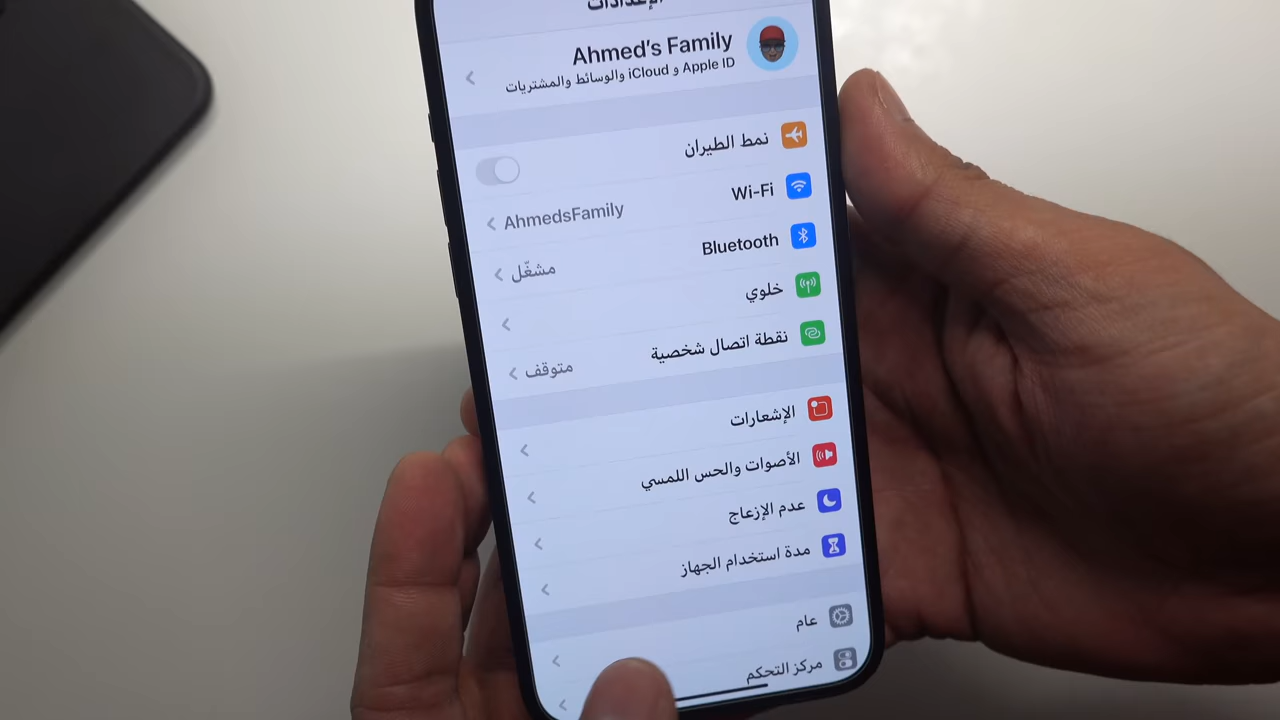 الإعدادات
Ahmed's Family
Apple ID و iCloud والوسائط والمشتريات
نمط الطيران
Wi-Fi
AhmedsFamily
Bluetooth
مشغّل
خلوي
نقطة اتصال شخصية
متوقف
الإشعارات
الأصوات والحس اللمسي
عدم الإزعاج
مدة استخدام الجهاز
عام
مركز التحكم